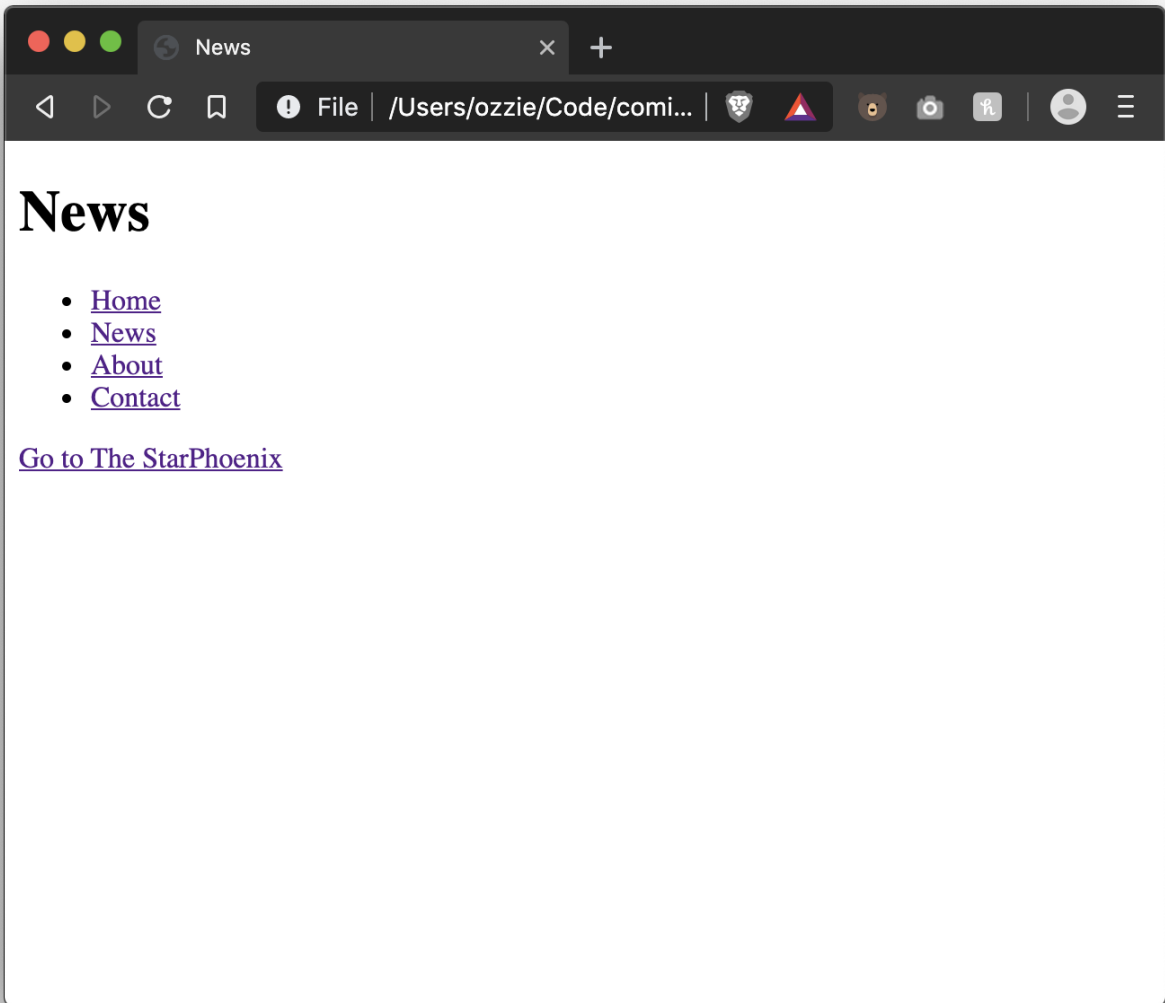 News
File /Users/ozzie/Code/comi...
News
Home
News
About
Contact
Go to The StarPhoenix